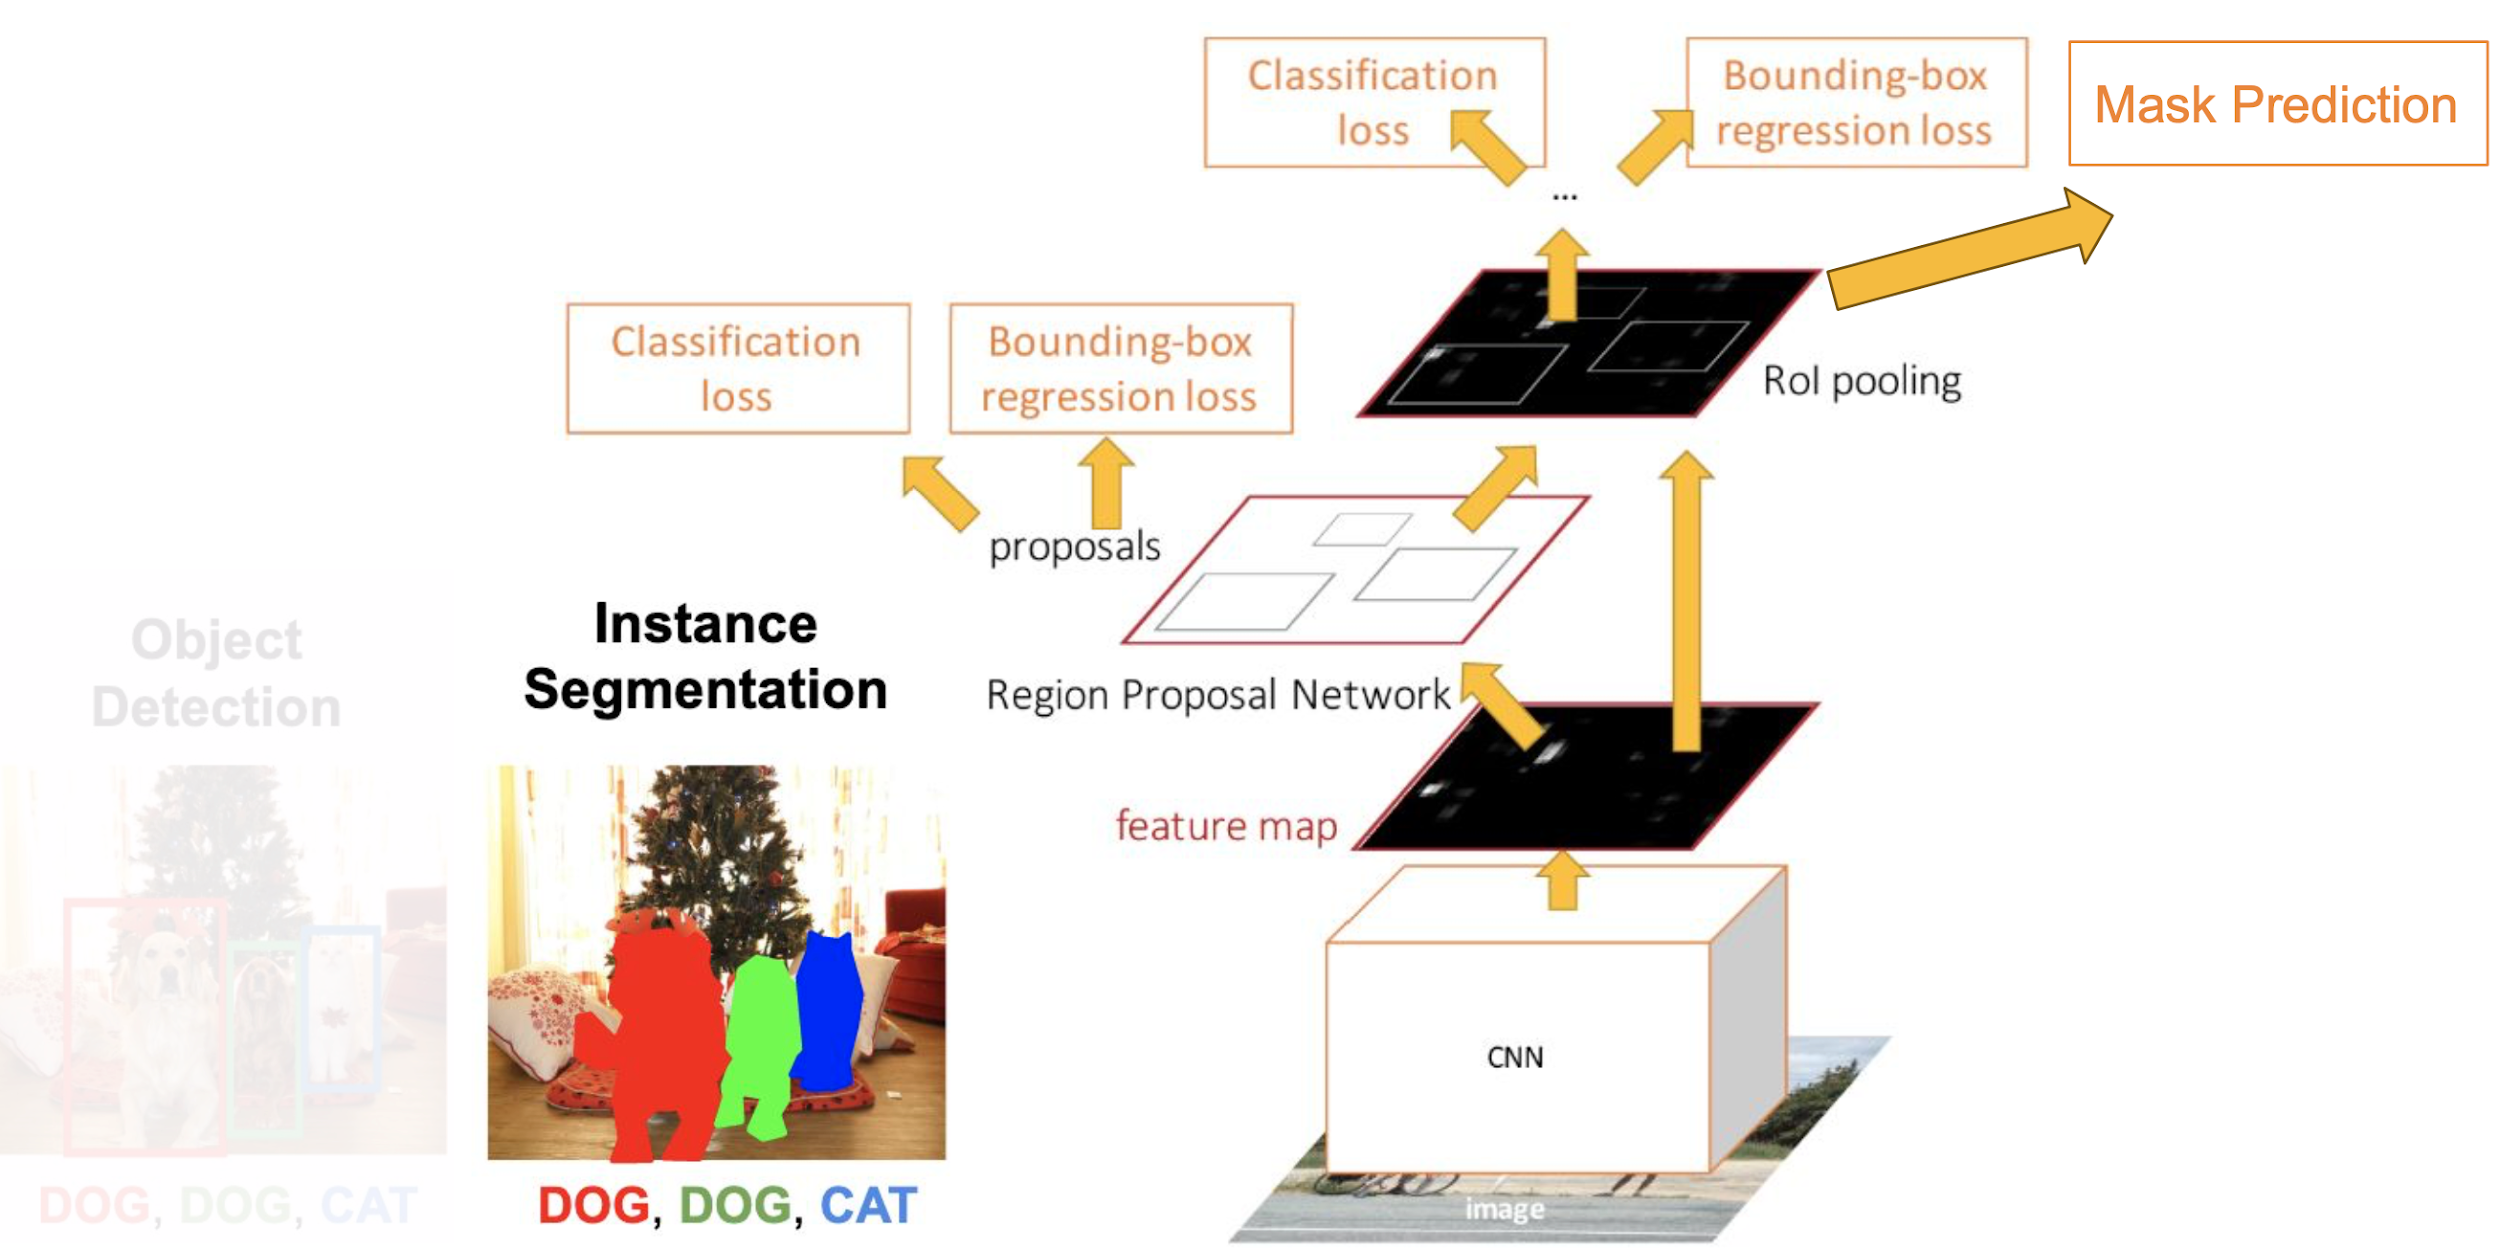 Classification
loss
Bounding-box
regression loss
Mask Prediction
...
Classification
loss
Bounding-box
regression loss
RoI pooling
proposals
Object
Detection
Instance
Segmentation
Region Proposal Network
feature map
CNN
image
DOG, DOG, CAT
DOG, DOG, CAT